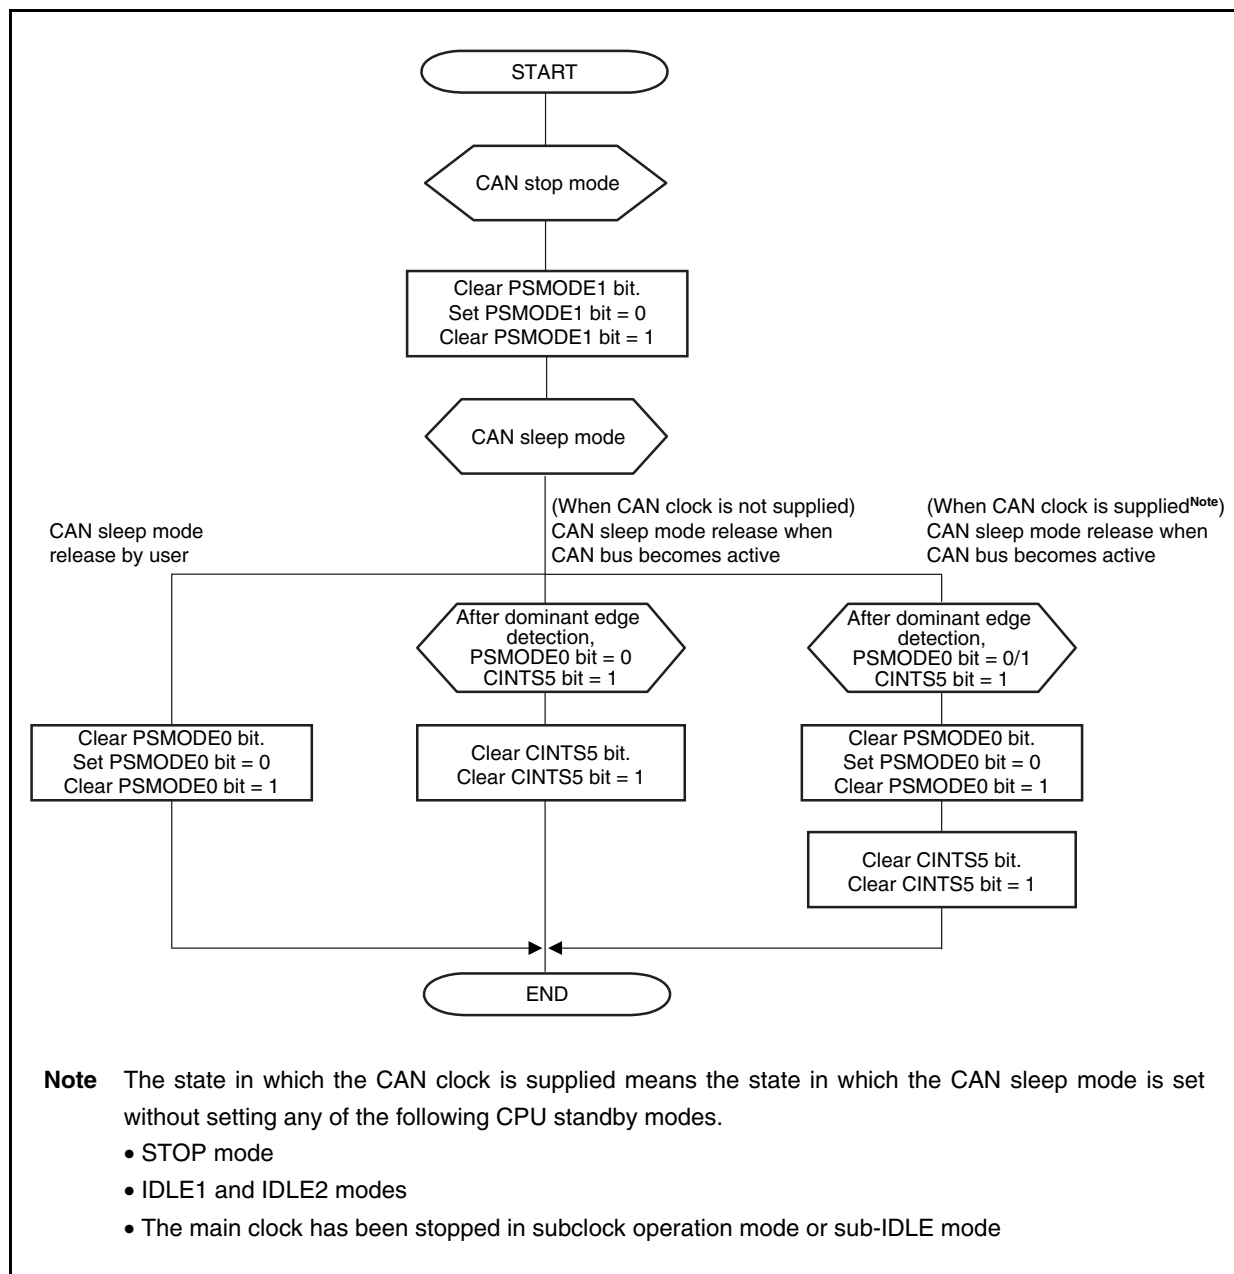 START
CAN stop mode
Clear PSMODE1 bit.
Set PSMODE1 bit = 0
Clear PSMODE1 bit = 1
CAN sleep mode
CAN sleep mode
release by user
(When CAN clock is not supplied)
CAN sleep mode release when
CAN bus becomes active
(When CAN clock is suppliedNote)
CAN sleep mode release when
CAN bus becomes active
After dominant edge
detection,
PSMODE0 bit = 0
CINTS5 bit = 1
After dominant edge
detection,
PSMODE0 bit = 0/1
CINTS5 bit = 1
Clear PSMODE0 bit.
Set PSMODE0 bit = 0
Clear PSMODE0 bit = 1
Clear CINTS5 bit.
Clear CINTS5 bit = 1
Clear PSMODE0 bit.
Set PSMODE0 bit = 0
Clear PSMODE0 bit = 1
Clear CINTS5 bit.
Clear CINTS5 bit = 1
END
Note The state in which the CAN clock is supplied means the state in which the CAN sleep mode is set
without setting any of the following CPU standby modes.
• STOP mode
• IDLE1 and IDLE2 modes
• The main clock has been stopped in subclock operation mode or sub-IDLE mode